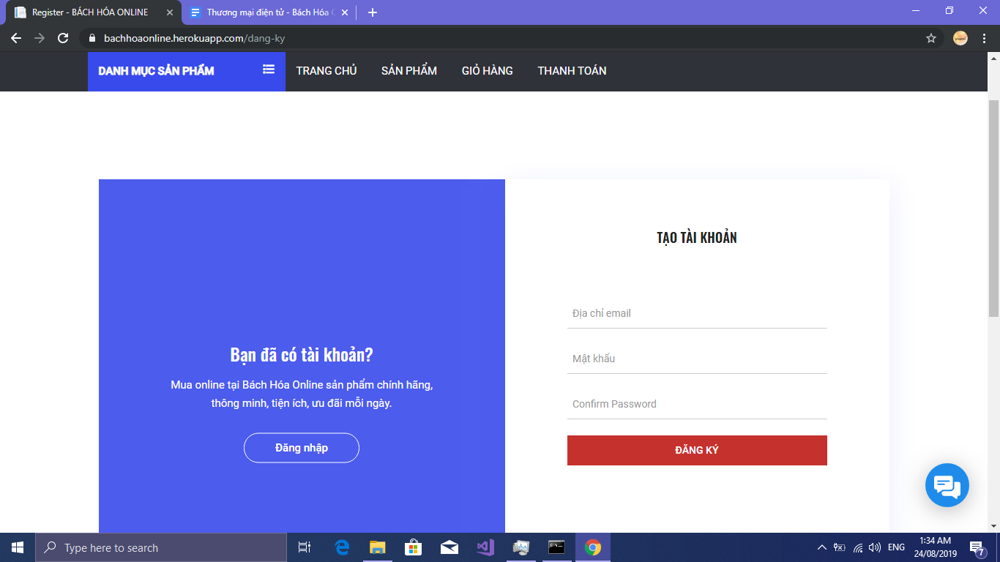 Register - BÁCH HÓA ONLINE
Thương mại điện tử - Bách Hóa
bachhoaonline.herokuapp.com/dang-ky
DANH MỤC SẢN PHẨM
TRANG CHỦ
SẢN PHẨM
GIỎ HÀNG
THANH TOÁN
Bạn đã có tài khoản?
Mua online tại Bách Hóa Online sản phẩm chính hãng,
thông minh, tiện ích, ưu đãi mỗi ngày.
Đăng nhập
TẠO TÀI KHOẢN
Địa chỉ email
Mật khẩu
Confirm Password
ĐĂNG KÝ
Type here to search
ENG
1:34 AM
24/08/2019
7